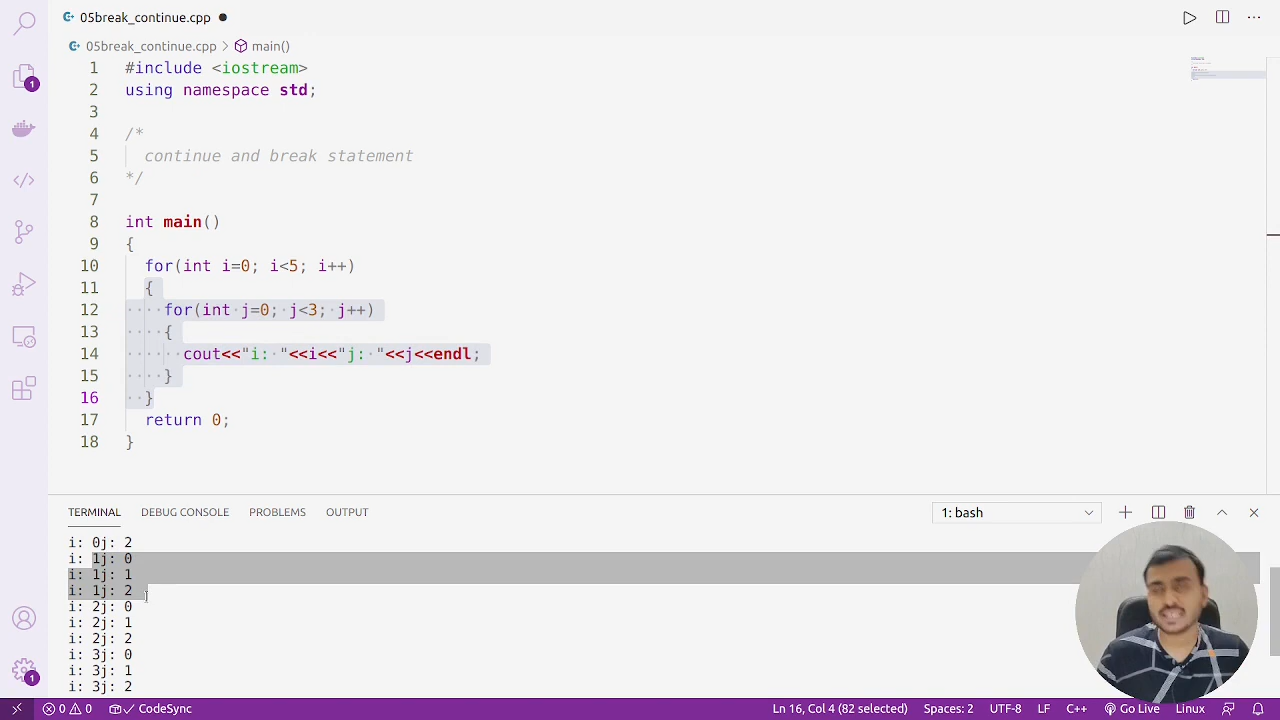 05break_continue.cpp
05break_continue.cpp > main()
1 #include <iostream>
2 using namespace std;
3
4 /*
5 continue and break statement
6 */
7
8 int main()
9 {
10 for(int i=0; i<5; i++)
11 {
12 for(int j=0; j<3; j++)
13 {
14 cout<<"i: "<<i<<"j: "<<j<<endl;
15 }
16 }
17 return 0;
18 }
TERMINAL DEBUG CONSOLE PROBLEMS OUTPUT 1: bash
i: 0j: 2
i: 1j: 0
i: 1j: 1
i: 1j: 2
i: 2j: 0
i: 2j: 1
i: 2j: 2
i: 3j: 0
i: 3j: 1
i: 3j: 2
1
1
0 0 CodeSync Ln 16, Col 4 (82 selected) Spaces: 2 UTF-8 LF C++ Go Live Linux